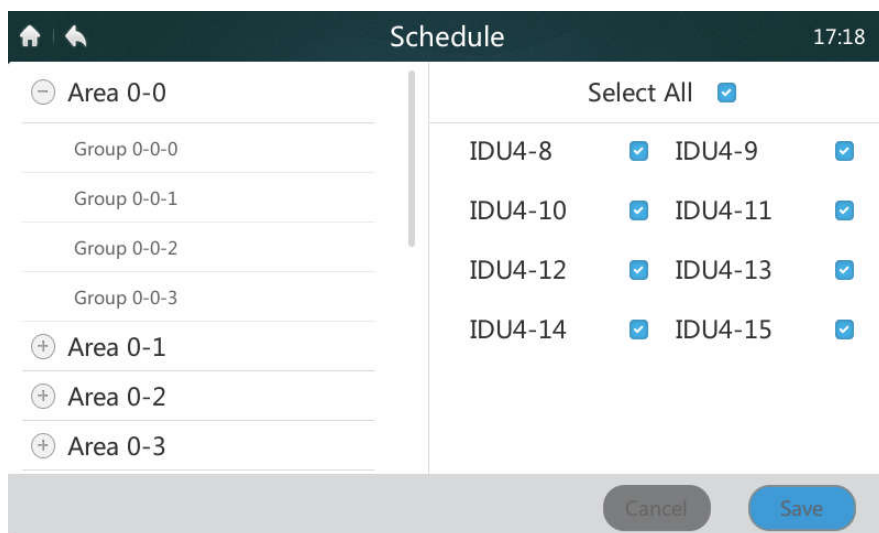 Schedule 17:18
Area 0-0
Group 0-0-0
Group 0-0-1
Group 0-0-2
Group 0-0-3
Area 0-1
Area 0-2
Area 0-3
Select All
IDU4-8 IDU4-9
IDU4-10 IDU4-11
IDU4-12 IDU4-13
IDU4-14 IDU4-15
Cancel Save